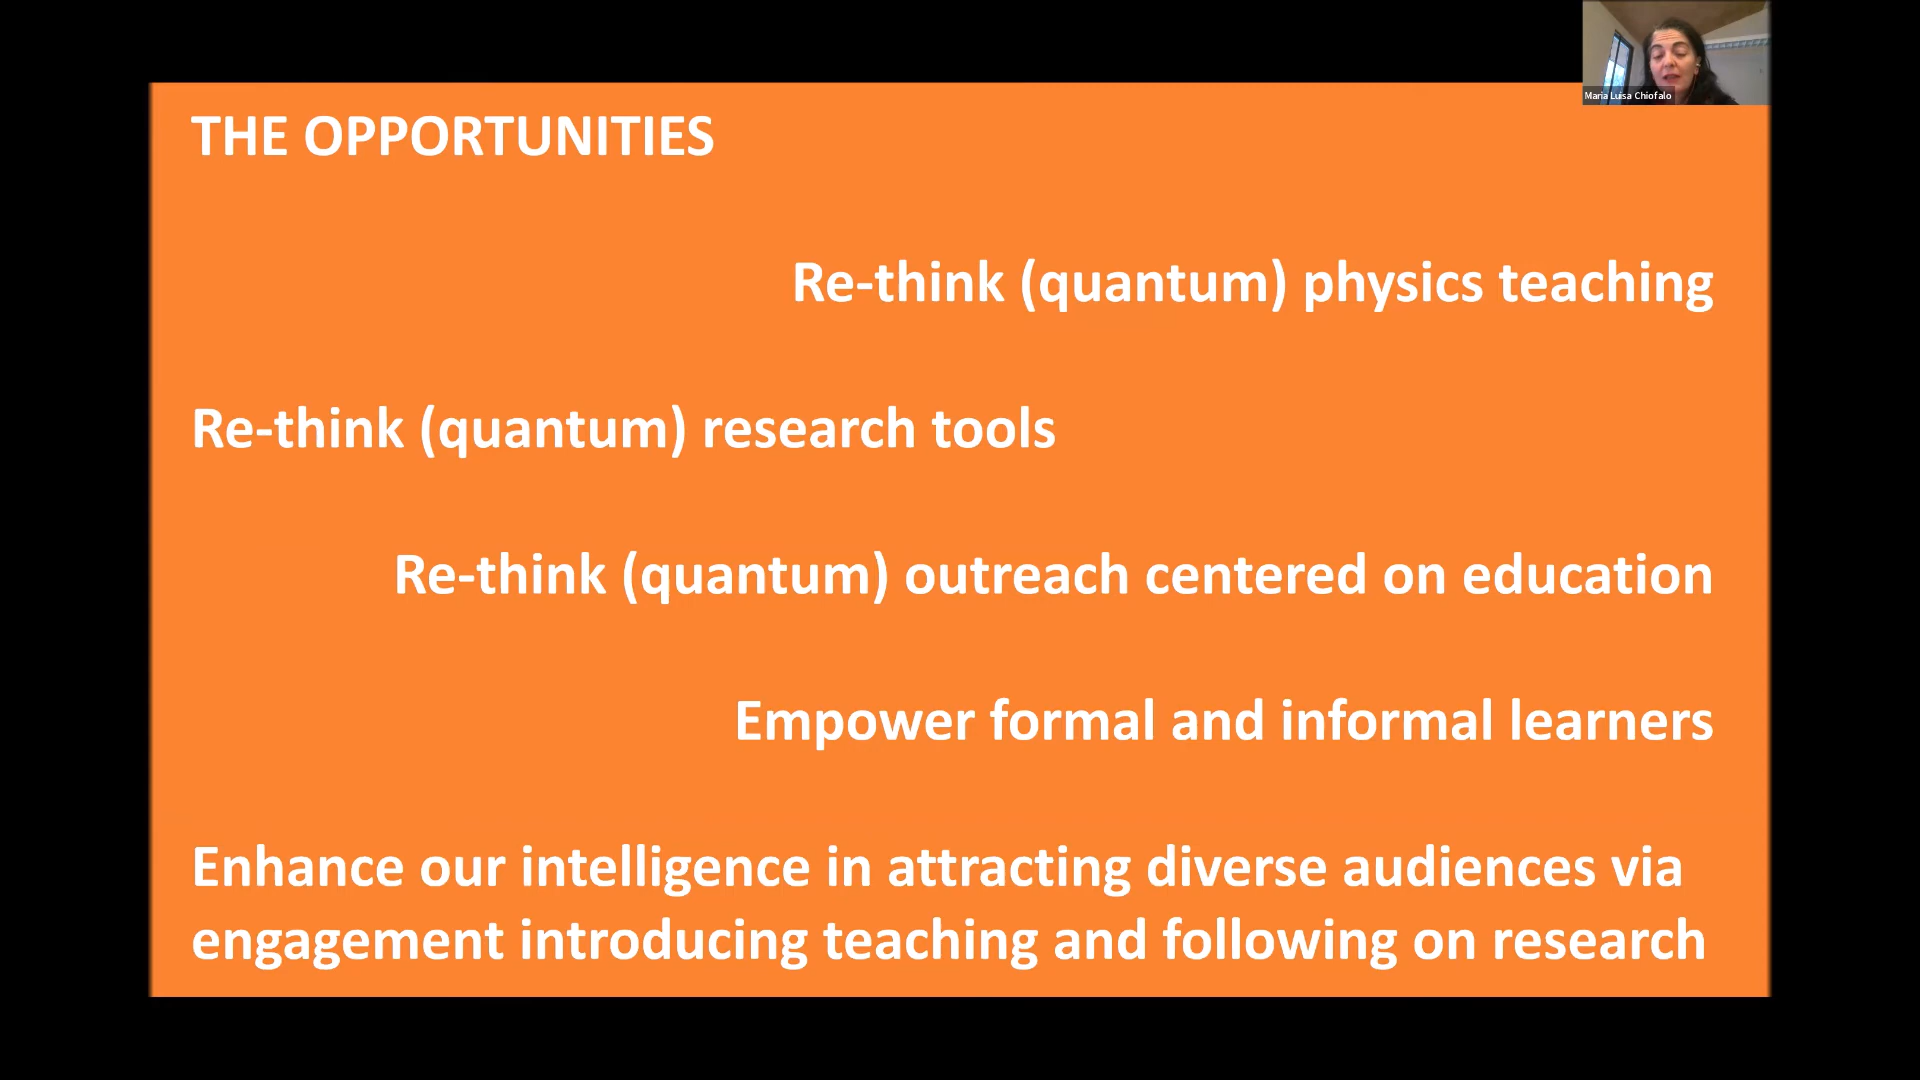 Maria Luisa Chiofalo
THE OPPORTUNITIES
Re-think (quantum) physics teaching
Re-think (quantum) research tools
Re-think (quantum) outreach centered on education
Empower formal and informal learners
Enhance our intelligence in attracting diverse audiences via
engagement introducing teaching and following on research